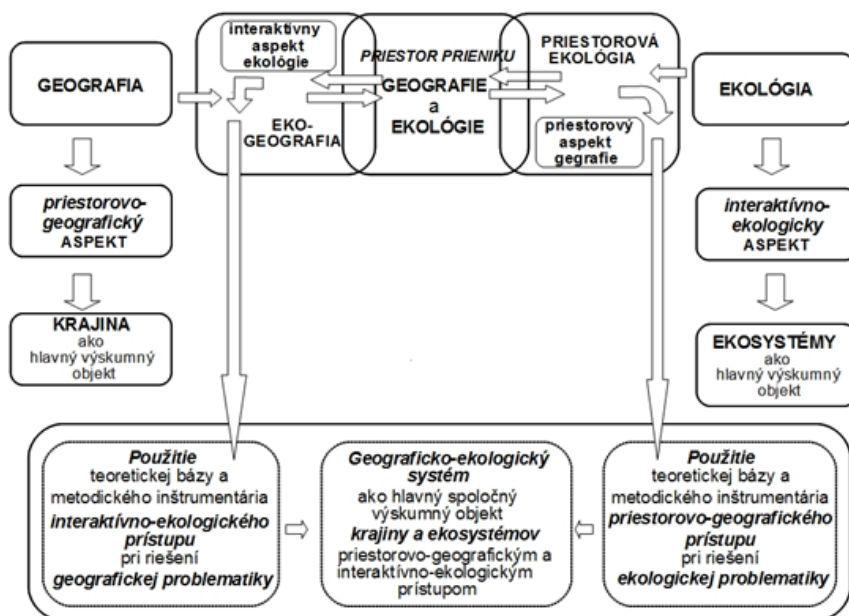 GEOGRAFIA
interaktívny
aspekt
ekológie
EKO-
GEOGRAFIA
PRIESTOR PRIENIKU
GEOGRAFIE
a
EKOLÓGIE
PRIESTOROVÁ
EKOLÓGIA
priestorový
aspekt
gegrafie
EKOLÓGIA
priestorovo-
geografický
ASPEKT
interaktívno-
ekologicky
ASPEKT
KRAJINA
ako
hlavný výskumný
objekt
EKOSYSTÉMY
ako
hlavný výskumný
objekt
Použitie
teoretickej bázy a
metodického inštrumentária
interaktívno-ekologického
prístupu
pri riešení
geografickej problematiky
Geograficko-ekologický
systém
ako hlavný spoločný
výskumný objekt
krajiny a ekosystémov
priestorovo-geografickým a
interaktívno-ekologickým
prístupom
Použitie
teoretickej bázy a
metodického inštrumentária
priestorovo-geografického
prístupu
pri riešení
ekologickej problematiky